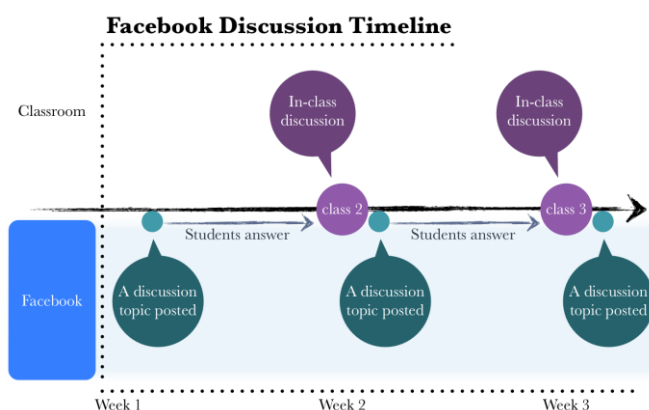 Facebook Discussion Timeline
Classroom
In-class
discussion
In-class
discussion
class 2
class 3
Students answer
Students answer
Facebook
A discussion
topic posted
A discussion
topic posted
A discussion
topic posted
Week 1
Week 2
Week 3